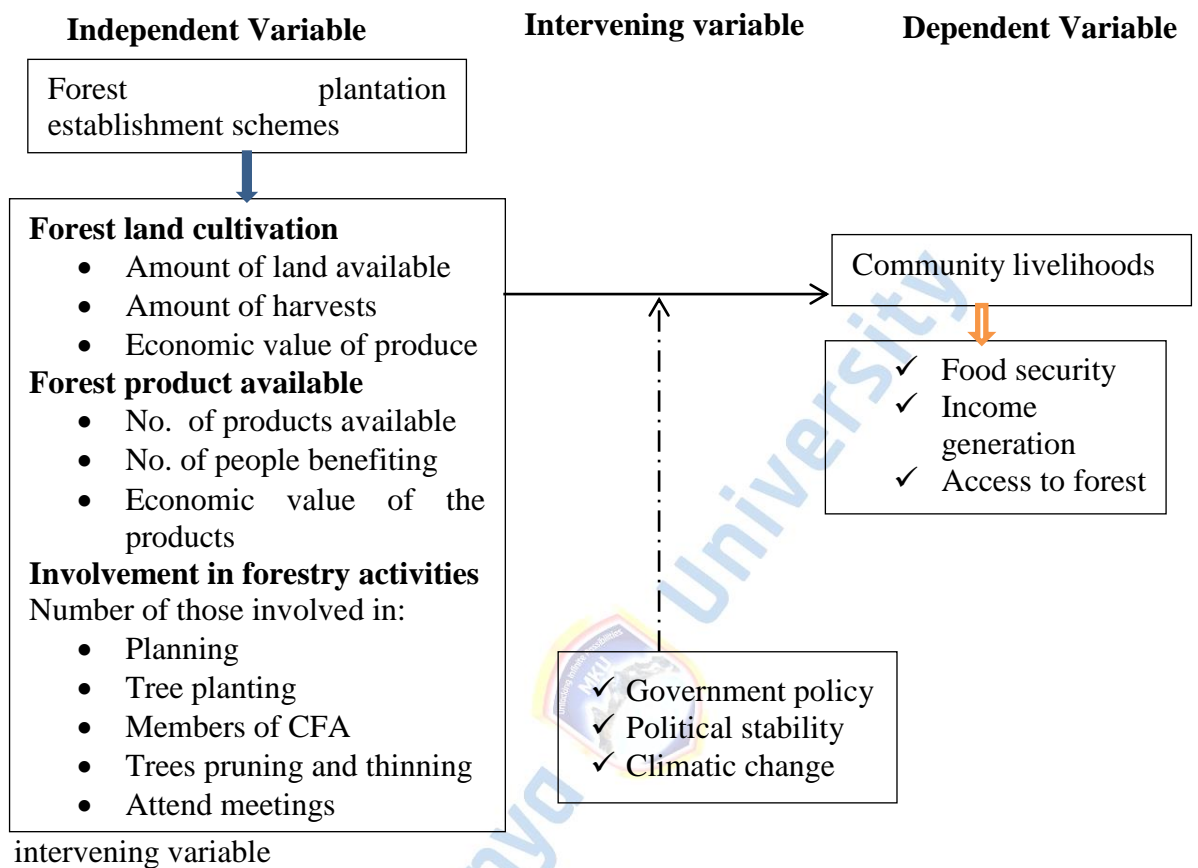 Independent Variable
Intervening variable
Dependent Variable
Forest plantation
establishment schemes
Forest land cultivation
• Amount of land available
• Amount of harvests
• Economic value of produce
Forest product available
• No. of products available
• No. of people benefiting
• Economic value of the
products
Involvement in forestry activities
Number of those involved in:
• Planning
• Tree planting
• Members of CFA
• Trees pruning and thinning
• Attend meetings
Community livelihoods
✓ Food security
✓ Income
generation
✓ Access to forest
✓ Government policy
✓ Political stability
✓ Climatic change
intervening variable
University
MKU